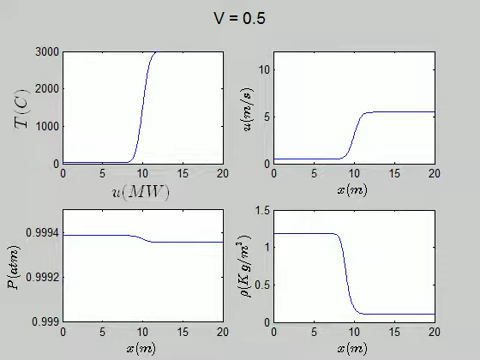 V = 0.5
3000
2000
1000
0
T(C)
0 5 10 15 20
u(MW)
10
5
0
u(m/s)
0 5 10 15 20
x(m)
0.9994
0.9992
0.999
P(atm)
0 5 10 15 20
x(m)
1.5
1
0.5
0
ρ(Kg/m³)
0 5 10 15 20
x(m)